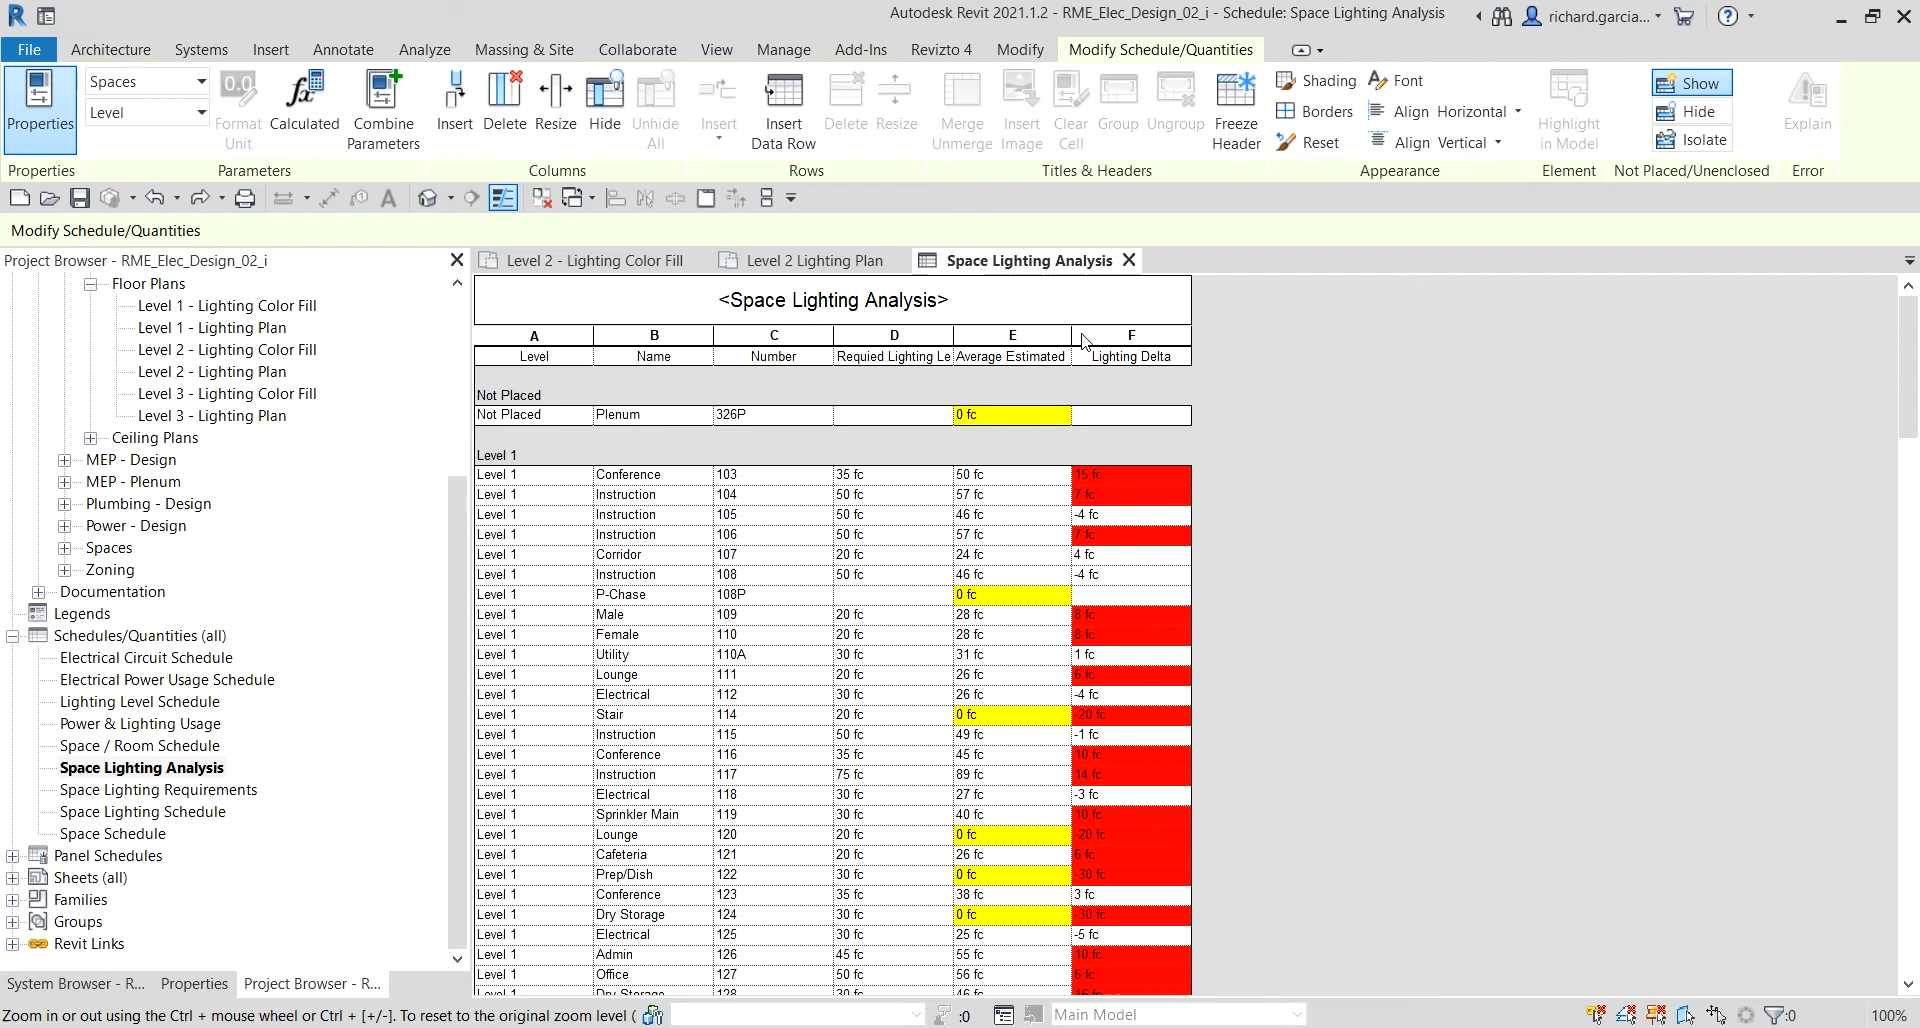 Autodesk Revit 2021.1.2 - RME_Elec_Design_02_i - Schedule: Space Lighting Analysis
richard.garcia...
File Architecture Systems Insert Annotate Analyze Massing & Site Collaborate View Manage Add-Ins Revizto 4 Modify Modify Schedule/Quantities
Properties
Spaces
Level
Format Unit
Calculated
Combine Parameters
Insert
Delete
Resize
Hide
Unhide All
Insert
Insert Data Row
Delete
Resize
Merge Unmerge
Insert Image
Clear Cell
Group
Ungroup
Freeze Header
Shading
Borders
Reset
Font
Align Horizontal
Align Vertical
Highlight in Model
Show
Hide
Isolate
Explain
Properties Parameters Columns Rows Titles & Headers Appearance Element Not Placed/Unenclosed Error
Modify Schedule/Quantities
Project Browser - RME_Elec_Design_02_i
Floor Plans
Level 1 - Lighting Color Fill
Level 1 - Lighting Plan
Level 2 - Lighting Color Fill
Level 2 - Lighting Plan
Level 3 - Lighting Color Fill
Level 3 - Lighting Plan
Ceiling Plans
MEP - Design
MEP - Plenum
Plumbing - Design
Power - Design
Spaces
Zoning
Documentation
Legends
Schedules/Quantities (all)
Electrical Circuit Schedule
Electrical Power Usage Schedule
Lighting Level Schedule
Power & Lighting Usage
Space / Room Schedule
Space Lighting Analysis
Space Lighting Requirements
Space Lighting Schedule
Space Schedule
Panel Schedules
Sheets (all)
Families
Groups
Revit Links
System Browser - R... Properties Project Browser - R...
Level 2 - Lighting Color Fill Level 2 Lighting Plan Space Lighting Analysis
<Space Lighting Analysis>
A B C D E F
Level Name Number Requied Lighting Le Average Estimated Lighting Delta
Not Placed
Not Placed Plenum 326P 0 fc
Level 1
Level 1 Conference 103 35 fc 50 fc 15 fc
Level 1 Instruction 104 50 fc 57 fc 7 fc
Level 1 Instruction 105 50 fc 46 fc -4 fc
Level 1 Instruction 106 50 fc 57 fc 7 fc
Level 1 Corridor 107 20 fc 24 fc 4 fc
Level 1 Instruction 108 50 fc 46 fc -4 fc
Level 1 P-Chase 108P 0 fc
Level 1 Male 109 20 fc 28 fc 8 fc
Level 1 Female 110 20 fc 28 fc 8 fc
Level 1 Utility 110A 30 fc 31 fc 1 fc
Level 1 Lounge 111 20 fc 26 fc 6 fc
Level 1 Electrical 112 30 fc 26 fc -4 fc
Level 1 Stair 114 20 fc 0 fc -20 fc
Level 1 Instruction 115 50 fc 49 fc -1 fc
Level 1 Conference 116 35 fc 45 fc 10 fc
Level 1 Instruction 117 75 fc 89 fc 14 fc
Level 1 Electrical 118 30 fc 27 fc -3 fc
Level 1 Sprinkler Main 119 30 fc 40 fc 10 fc
Level 1 Lounge 120 20 fc 0 fc -20 fc
Level 1 Cafeteria 121 20 fc 26 fc 6 fc
Level 1 Prep/Dish 122 30 fc 0 fc -30 fc
Level 1 Conference 123 35 fc 38 fc 3 fc
Level 1 Dry Storage 124 30 fc 0 fc -30 fc
Level 1 Electrical 125 30 fc 25 fc -5 fc
Level 1 Admin 126 45 fc 55 fc 10 fc
Level 1 Office 127 50 fc 56 fc 6 fc
Level 1 Dry Storage 128 30 fc 46 fc 16 fc
Zoom in or out using the Ctrl + mouse wheel or Ctrl + [+/-]. To reset to the original zoom level ( :0 Main Model :0 100%